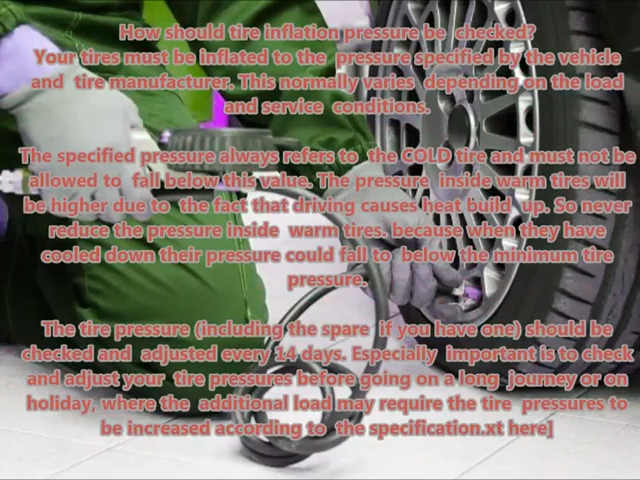 How should tire inflation pressure be checked?
Your tires must be inflated to the pressure specified by the vehicle
and tire manufacturer. This normally varies depending on the load
and service conditions.
The specified pressure always refers to the COLD tire and must not be
allowed to fall below this value. The pressure inside warm tires will
be higher due to the fact that driving causes heat build up. So never
reduce the pressure inside warm tires. because when they have
cooled down their pressure could fall to below the minimum tire
pressure.
The tire pressure (including the spare if you have one) should be
checked and adjusted every 14 days. Especially important is to check
and adjust your tire pressures before going on a long journey or on
holiday, where the additional load may require the tire pressures to
be increased according to the specification.xt here]